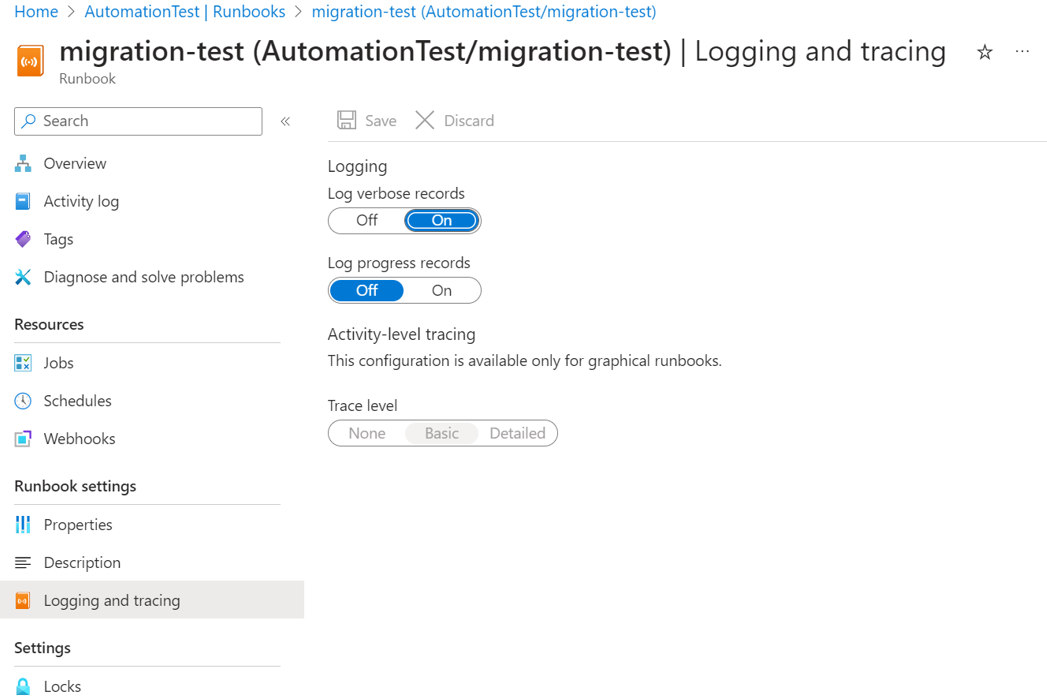 Home > AutomationTest | Runbooks > migration-test (AutomationTest/migration-test)
migration-test (AutomationTest/migration-test) | Logging and tracing
Runbook
Search
Overview
Activity log
Tags
Diagnose and solve problems
Resources
Jobs
Schedules
Webhooks
Runbook settings
Properties
Description
Logging and tracing
Settings
Locks
Save Discard
Logging
Log verbose records
Off On
Log progress records
Off On
Activity-level tracing
This configuration is available only for graphical runbooks.
Trace level
None Basic Detailed